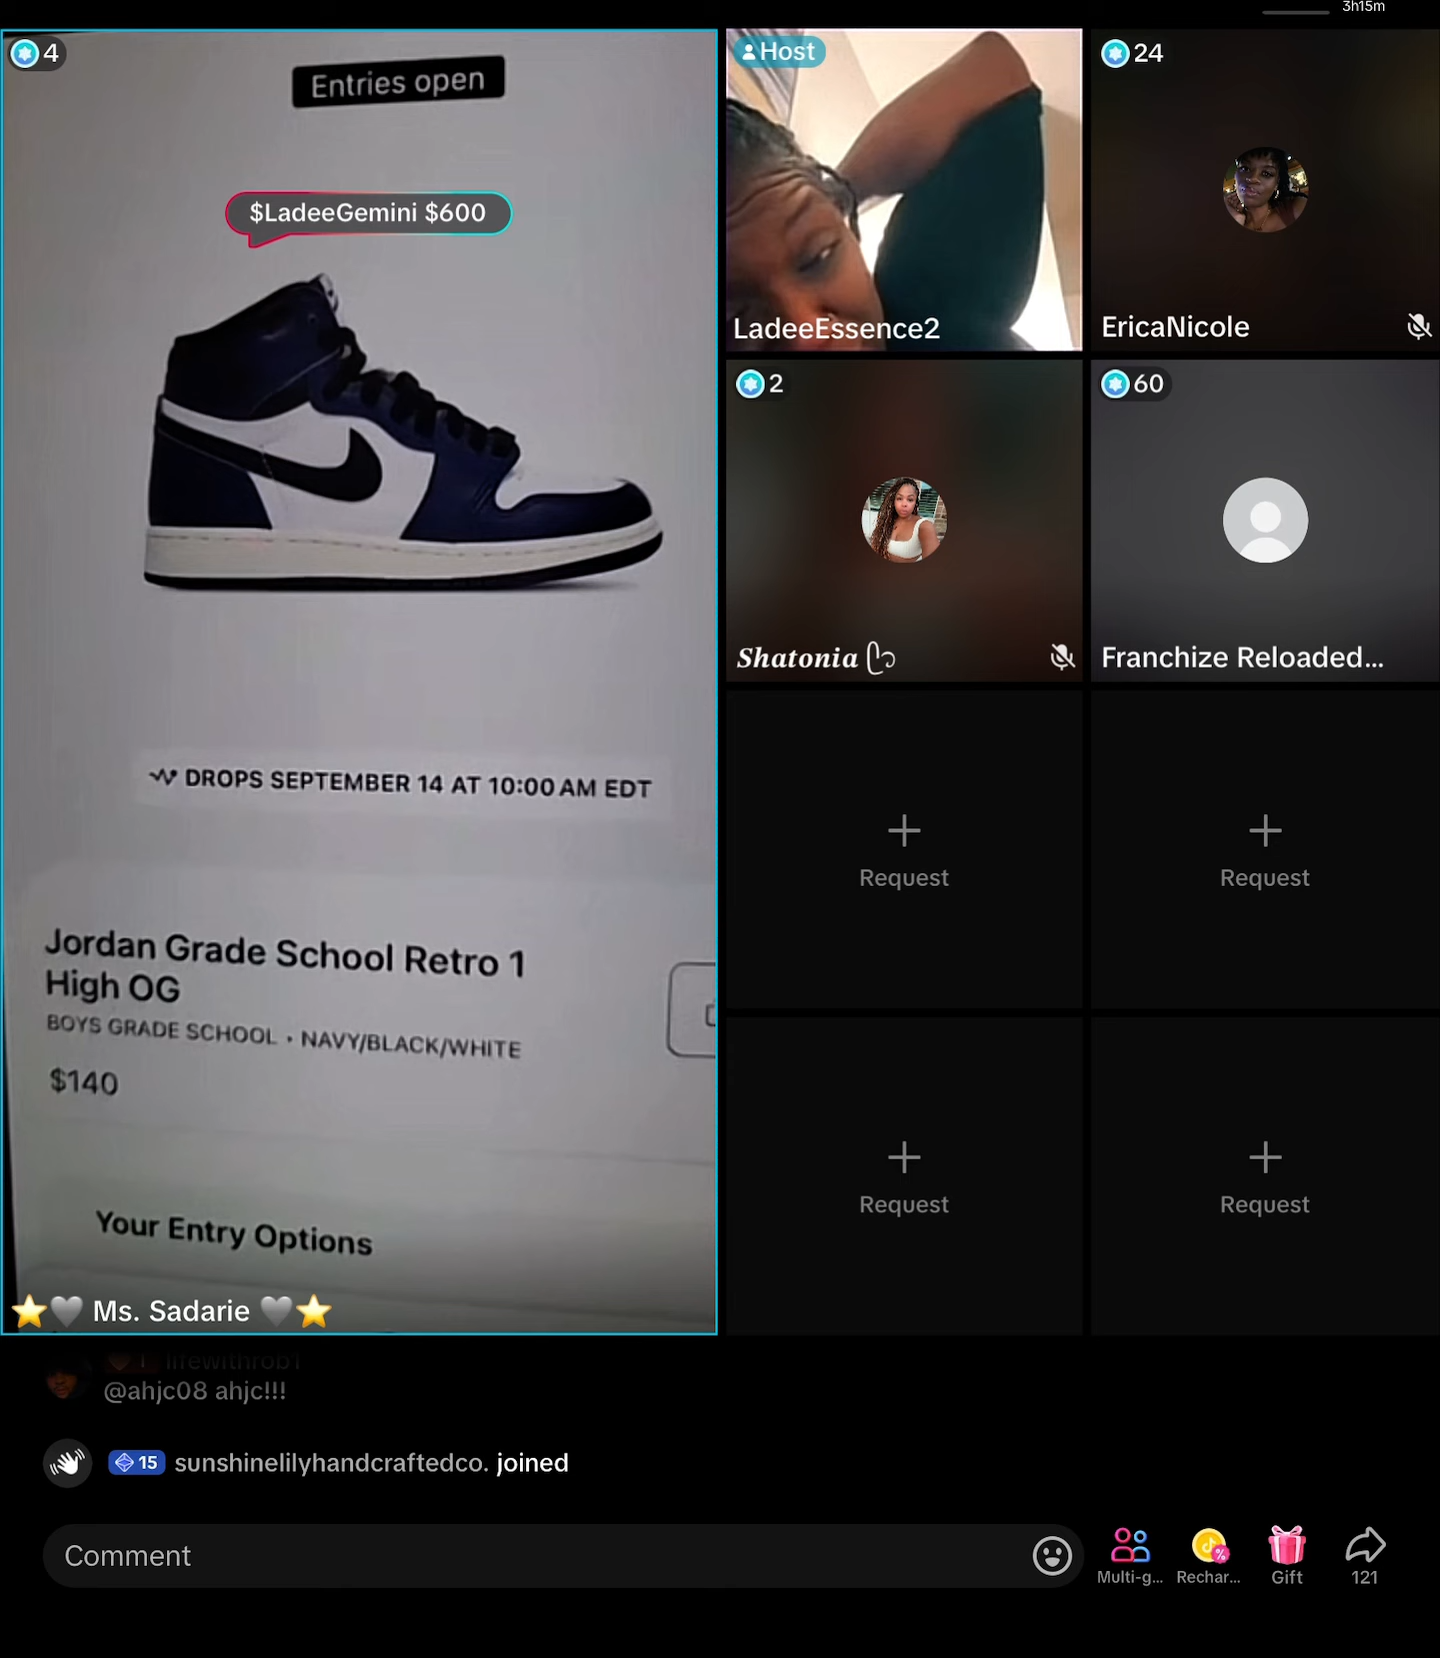 3h15m
4
Entries open
$LadeeGemini $600
DROPS SEPTEMBER 14 AT 10:00 AM EDT
Jordan Grade School Retro 1
High OG
BOYS GRADE SCHOOL • NAVY/BLACK/WHITE
$140
Your Entry Options
⭐🩶 Ms. Sadarie 🩶⭐
Host
LadeeEssence2
24
EricaNicole
2
Shatonia
60
Franchize Reloaded...
Request
Request
Request
Request
1 lifewithrob1
@ahjc08 ahjc!!!
15 sunshinelilyhandcraftedco. joined
Comment
Multi-g...
Rechar...
Gift
121